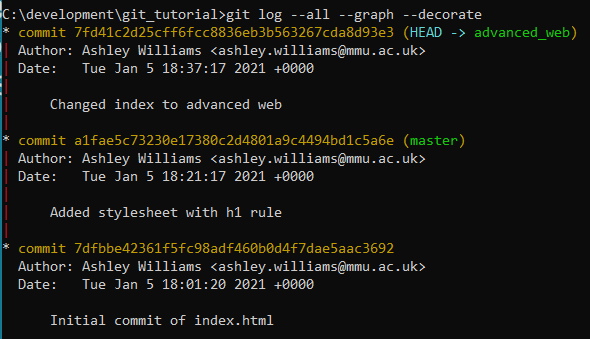 C:\development\git_tutorial>git log --all --graph --decorate
* commit 7fd41c2d25cff6fcc8836eb3b563267cda8d93e3 (HEAD -> advanced_web)
| Author: Ashley Williams <ashley.williams@mmu.ac.uk>
| Date:   Tue Jan 5 18:37:17 2021 +0000
|
|     Changed index to advanced web
|
* commit a1fae5c73230e17380c2d4801a9c4494bd1c5a6e (master)
| Author: Ashley Williams <ashley.williams@mmu.ac.uk>
| Date:   Tue Jan 5 18:21:17 2021 +0000
|
|     Added stylesheet with h1 rule
|
* commit 7dfbbe42361f5fc98adf460b0d4f7dae5aac3692
  Author: Ashley Williams <ashley.williams@mmu.ac.uk>
  Date:   Tue Jan 5 18:01:20 2021 +0000

      Initial commit of index.html